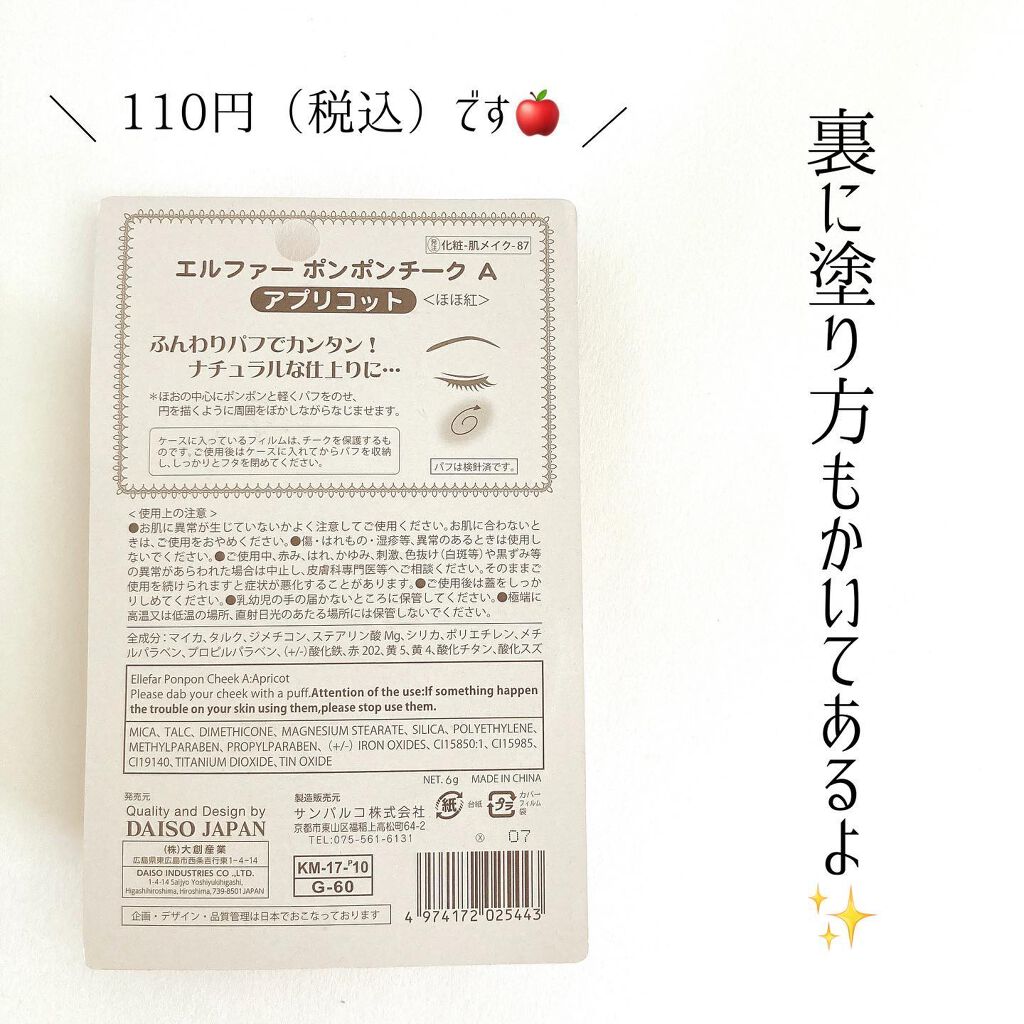 ＼ 110円（税込）です🍎 ／
裏に塗り方もかいてあるよ✨
発注 化粧-肌メイク-87
エルファー ポンポンチーク A
アプリコット ＜ほほ紅＞
ふんわりパフでカンタン！
ナチュラルな仕上りに…
＊ほおの中心にポンポンと軽くパフをのせ、
円を描くように周囲をぼかしながらなじませます。
ケースに入っているフィルムは、チークを保護するも
のです。ご使用後はケースに入れてからパフを収納
し、しっかりとフタを閉めてください。
パフは検針済です。
＜使用上の注意＞
●お肌に異常が生じていないかよく注意してご使用ください。お肌に合わないと
きは、ご使用をおやめください。●傷・はれもの・湿疹等、異常のあるときは使用し
ないでください。●ご使用中、赤み、はれ、かゆみ、刺激、色抜け（白斑等）や黒ずみ等
の異常があらわれた場合は中止し、皮膚科専門医等へご相談ください。そのままご
使用を続けられますと症状が悪化することがあります。●ご使用後は蓋をしっか
りしめてください。●乳幼児の手の届かないところに保管してください。●極端に
高温又は低温の場所、直射日光のあたる場所には保管しないでください。
全成分：マイカ、タルク、ジメチコン、ステアリン酸Mg、シリカ、ポリエチレン、メチ
ルパラベン、プロピルパラベン、（+/-）酸化鉄、赤202、黄5、黄4、酸化チタン、酸化スズ
Ellefar Ponpon Cheek A:Apricot
Please dab your cheek with a puff.Attention of the use:If something happen
the trouble on your skin using them,please stop use them.
MICA、TALC、DIMETHICONE、MAGNESIUM STEARATE、SILICA、POLYETHYLENE、
METHYLPARABEN、PROPYLPARABEN、（+/-）IRON OXIDES、CI15850:1、CI15985、
CI19140、TITANIUM DIOXIDE、TIN OXIDE
NET. 6g MADE IN CHINA
発売元
Quality and Design by
DAISO JAPAN
(株)大創産業
広島県東広島市西条吉行東1-4-14
DAISO INDUSTRIES CO .,LTD.
1-4-14 Saijyo Yoshiyukihigashi,
Higashihiroshima, Hiroshima,739-8501 JAPAN
企画・デザイン・品質管理は日本でおこなっております
製造販売元
サンパルコ株式会社
京都市東山区福稲上高松町64-2
TEL:075-561-6131
紙 台紙
プラ カバー
フィルム
袋
Ⓧ 07
KM-17-P10
G-60
4 974172 025443